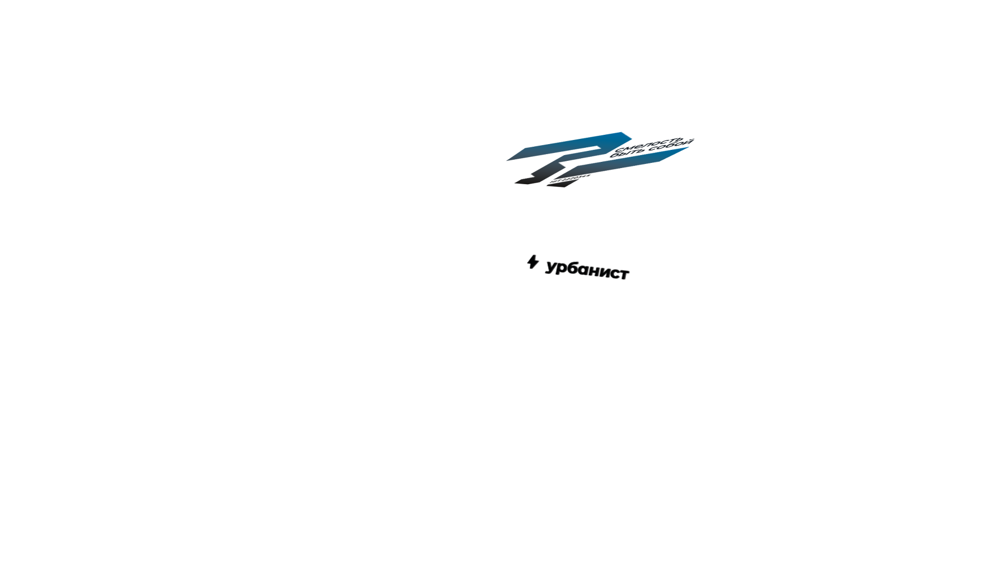 смелость
быть собой
урбанист